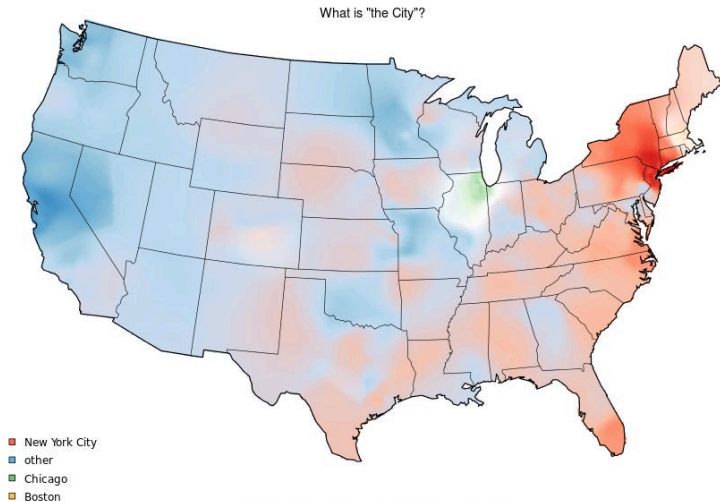 What is "the City"?
New York City
other
Chicago
Boston